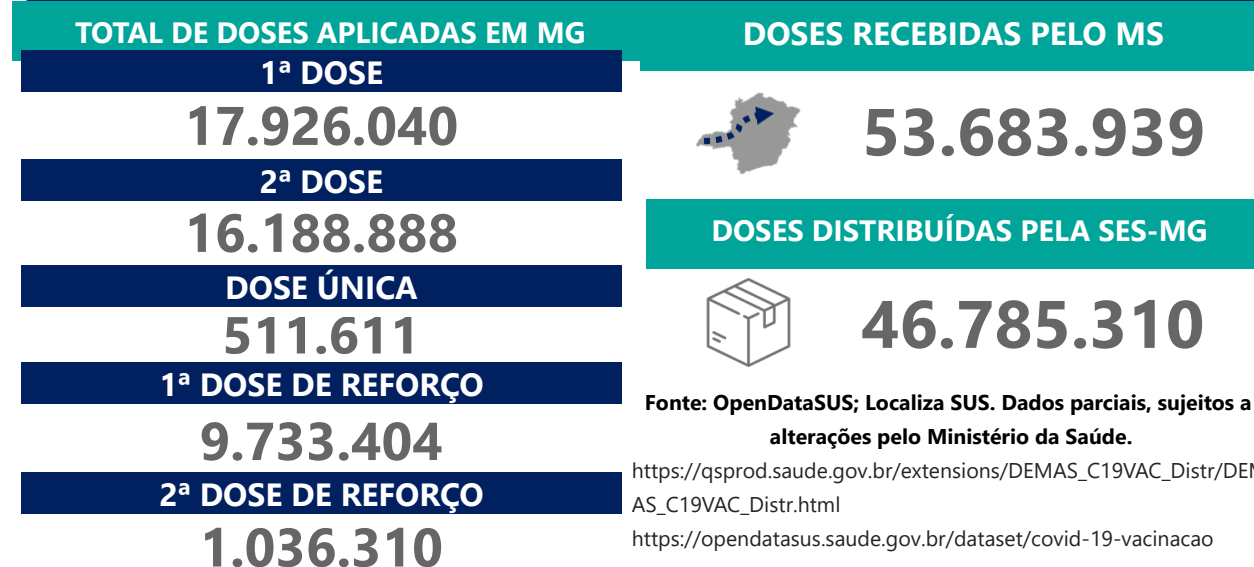 TOTAL DE DOSES APLICADAS EM MG
1ª DOSE
17.926.040
2ª DOSE
16.188.888
DOSE ÚNICA
511.611
1ª DOSE DE REFORÇO
9.733.404
2ª DOSE DE REFORÇO
1.036.310
DOSES RECEBIDAS PELO MS
53.683.939
DOSES DISTRIBUÍDAS PELA SES-MG
46.785.310
Fonte: OpenDataSUS; Localiza SUS. Dados parciais, sujeitos a
alterações pelo Ministério da Saúde.
https://qsprod.saude.gov.br/extensions/DEMAS_C19VAC_Distr/DEM
AS_C19VAC_Distr.html
https://opendatasus.saude.gov.br/dataset/covid-19-vacinacao